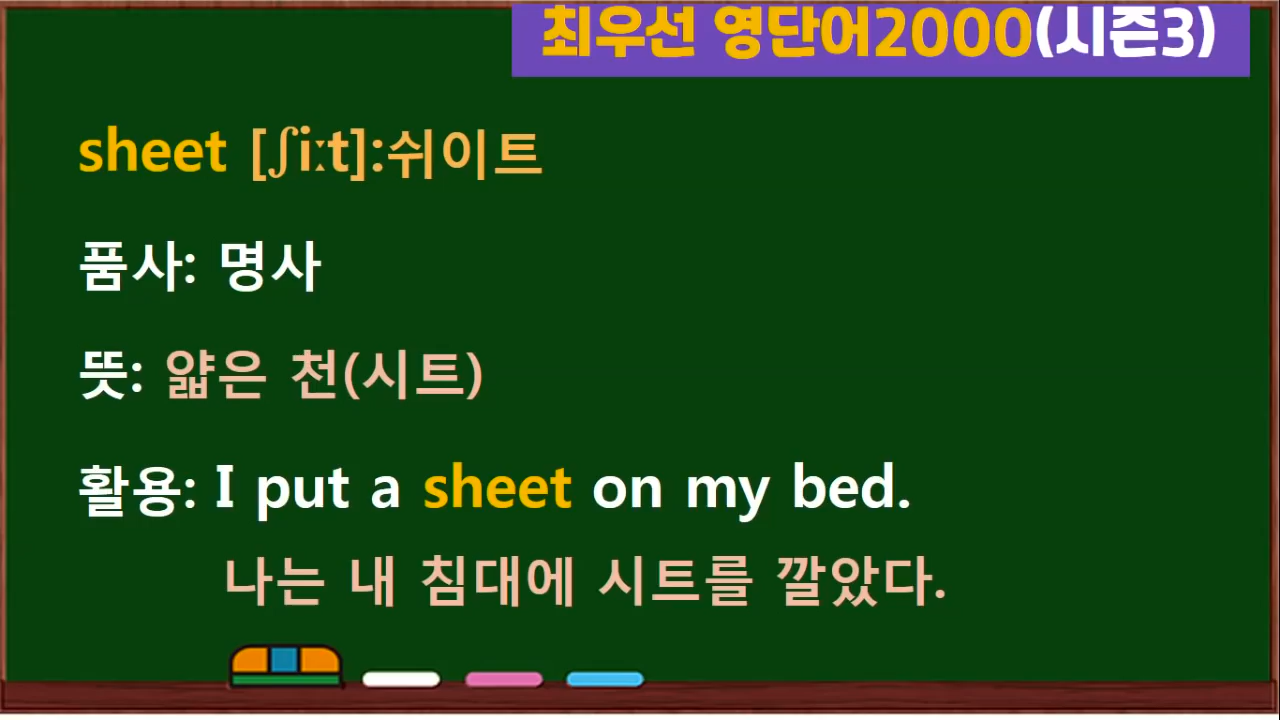 최우선 영단어2000(시즌3)
sheet [ʃiːt]:쉬이트
품사: 명사
뜻: 얇은 천(시트)
활용: I put a sheet on my bed.
나는 내 침대에 시트를 깔았다.